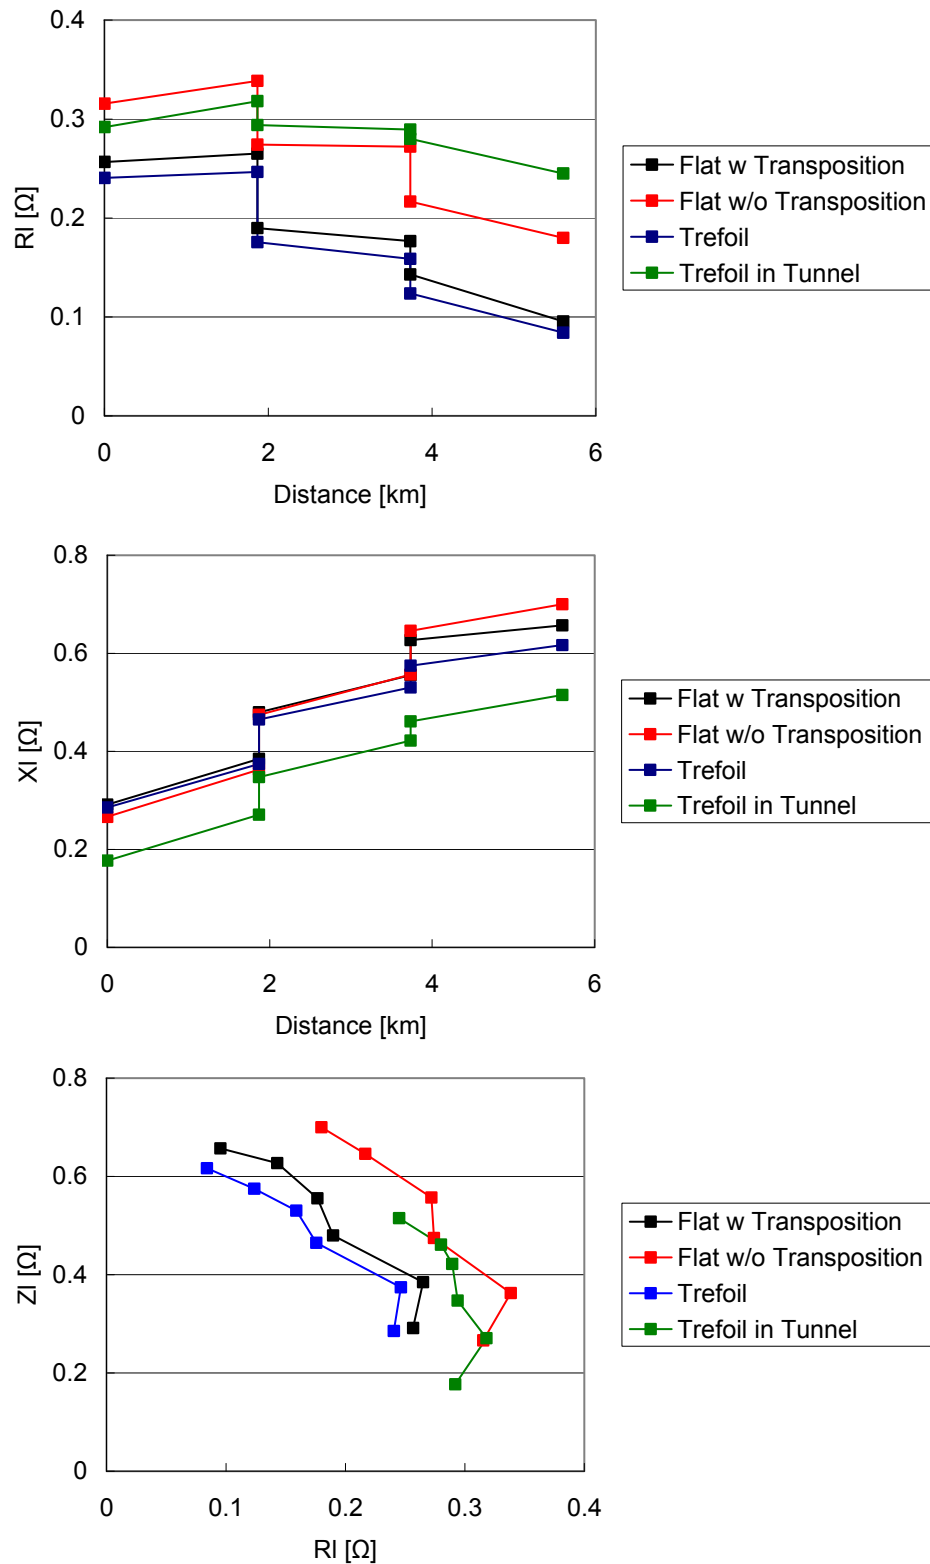 0.4
0.3
0.2
0.1
0
Rl [Ω]
0
2
4
6
Distance [km]
Flat w Transposition
Flat w/o Transposition
Trefoil
Trefoil in Tunnel
0.8
0.6
0.4
0.2
0
Xl [Ω]
0
2
4
6
Distance [km]
Flat w Transposition
Flat w/o Transposition
Trefoil
Trefoil in Tunnel
0.8
0.6
0.4
0.2
0
Zl [Ω]
0
0.1
0.2
0.3
0.4
Rl [Ω]
Flat w Transposition
Flat w/o Transposition
Trefoil
Trefoil in Tunnel